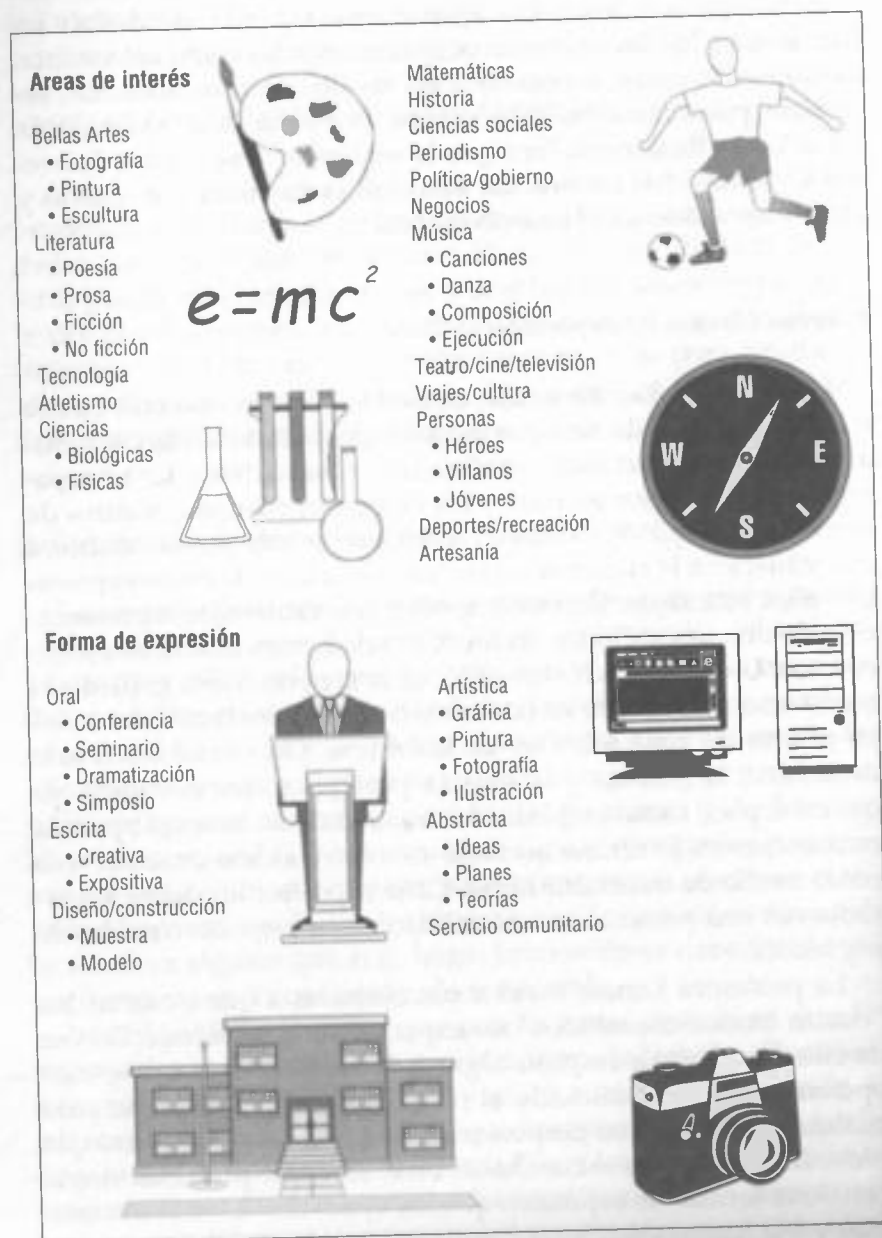 Areas de interés
Bellas Artes
• Fotografía
• Pintura
• Escultura
Literatura
• Poesía
• Prosa
• Ficción
• No ficción
Tecnología
Atletismo
Ciencias
• Biológicas
• Físicas
e=mc²
Matemáticas
Historia
Ciencias sociales
Periodismo
Política/gobierno
Negocios
Música
• Canciones
• Danza
• Composición
• Ejecución
Teatro/cine/televisión
Viajes/cultura
Personas
• Héroes
• Villanos
• Jóvenes
Deportes/recreación
Artesanía
N
W E
S
Forma de expresión
Oral
• Conferencia
• Seminario
• Dramatización
• Simposio
Escrita
• Creativa
• Expositiva
Diseño/construcción
• Muestra
• Modelo
Artística
• Gráfica
• Pintura
• Fotografía
• Ilustración
Abstracta
• Ideas
• Planes
• Teorías
Servicio comunitario